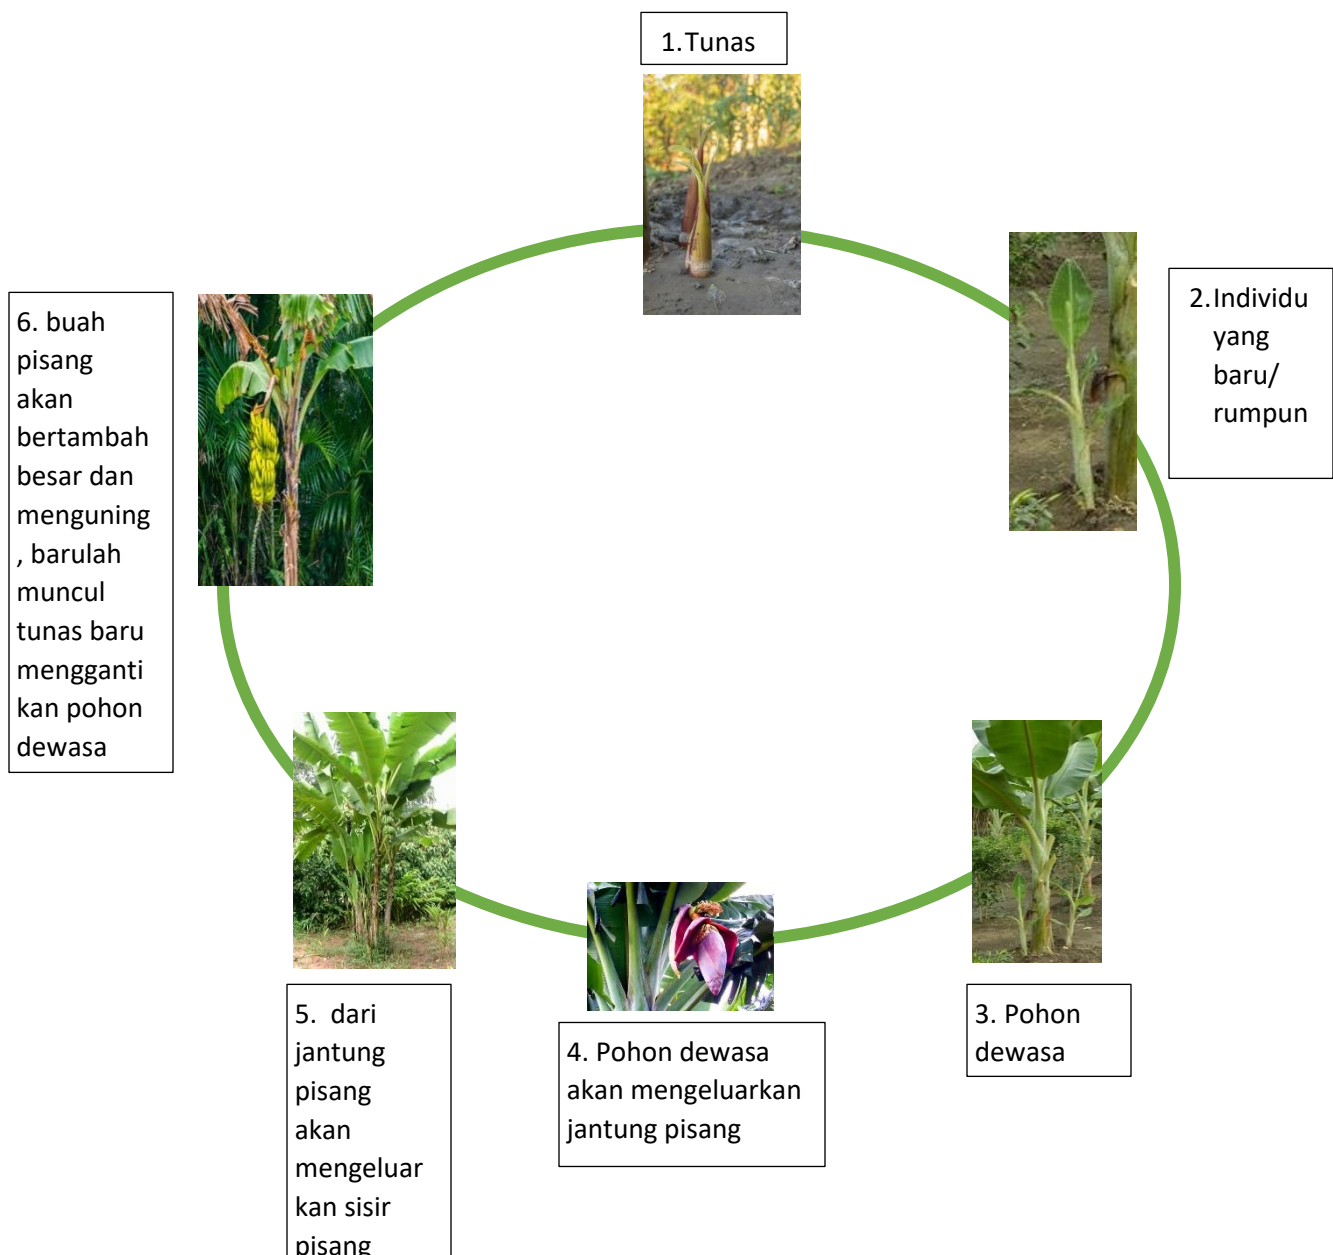 1.Tunas
2.Individu
yang
baru/
rumpun
3. Pohon
dewasa
4. Pohon dewasa
akan mengeluarkan
jantung pisang
5. dari
jantung
pisang
akan
mengeluar
kan sisir
pisang
6. buah
pisang
akan
bertambah
besar dan
menguning
, barulah
muncul
tunas baru
mengganti
kan pohon
dewasa